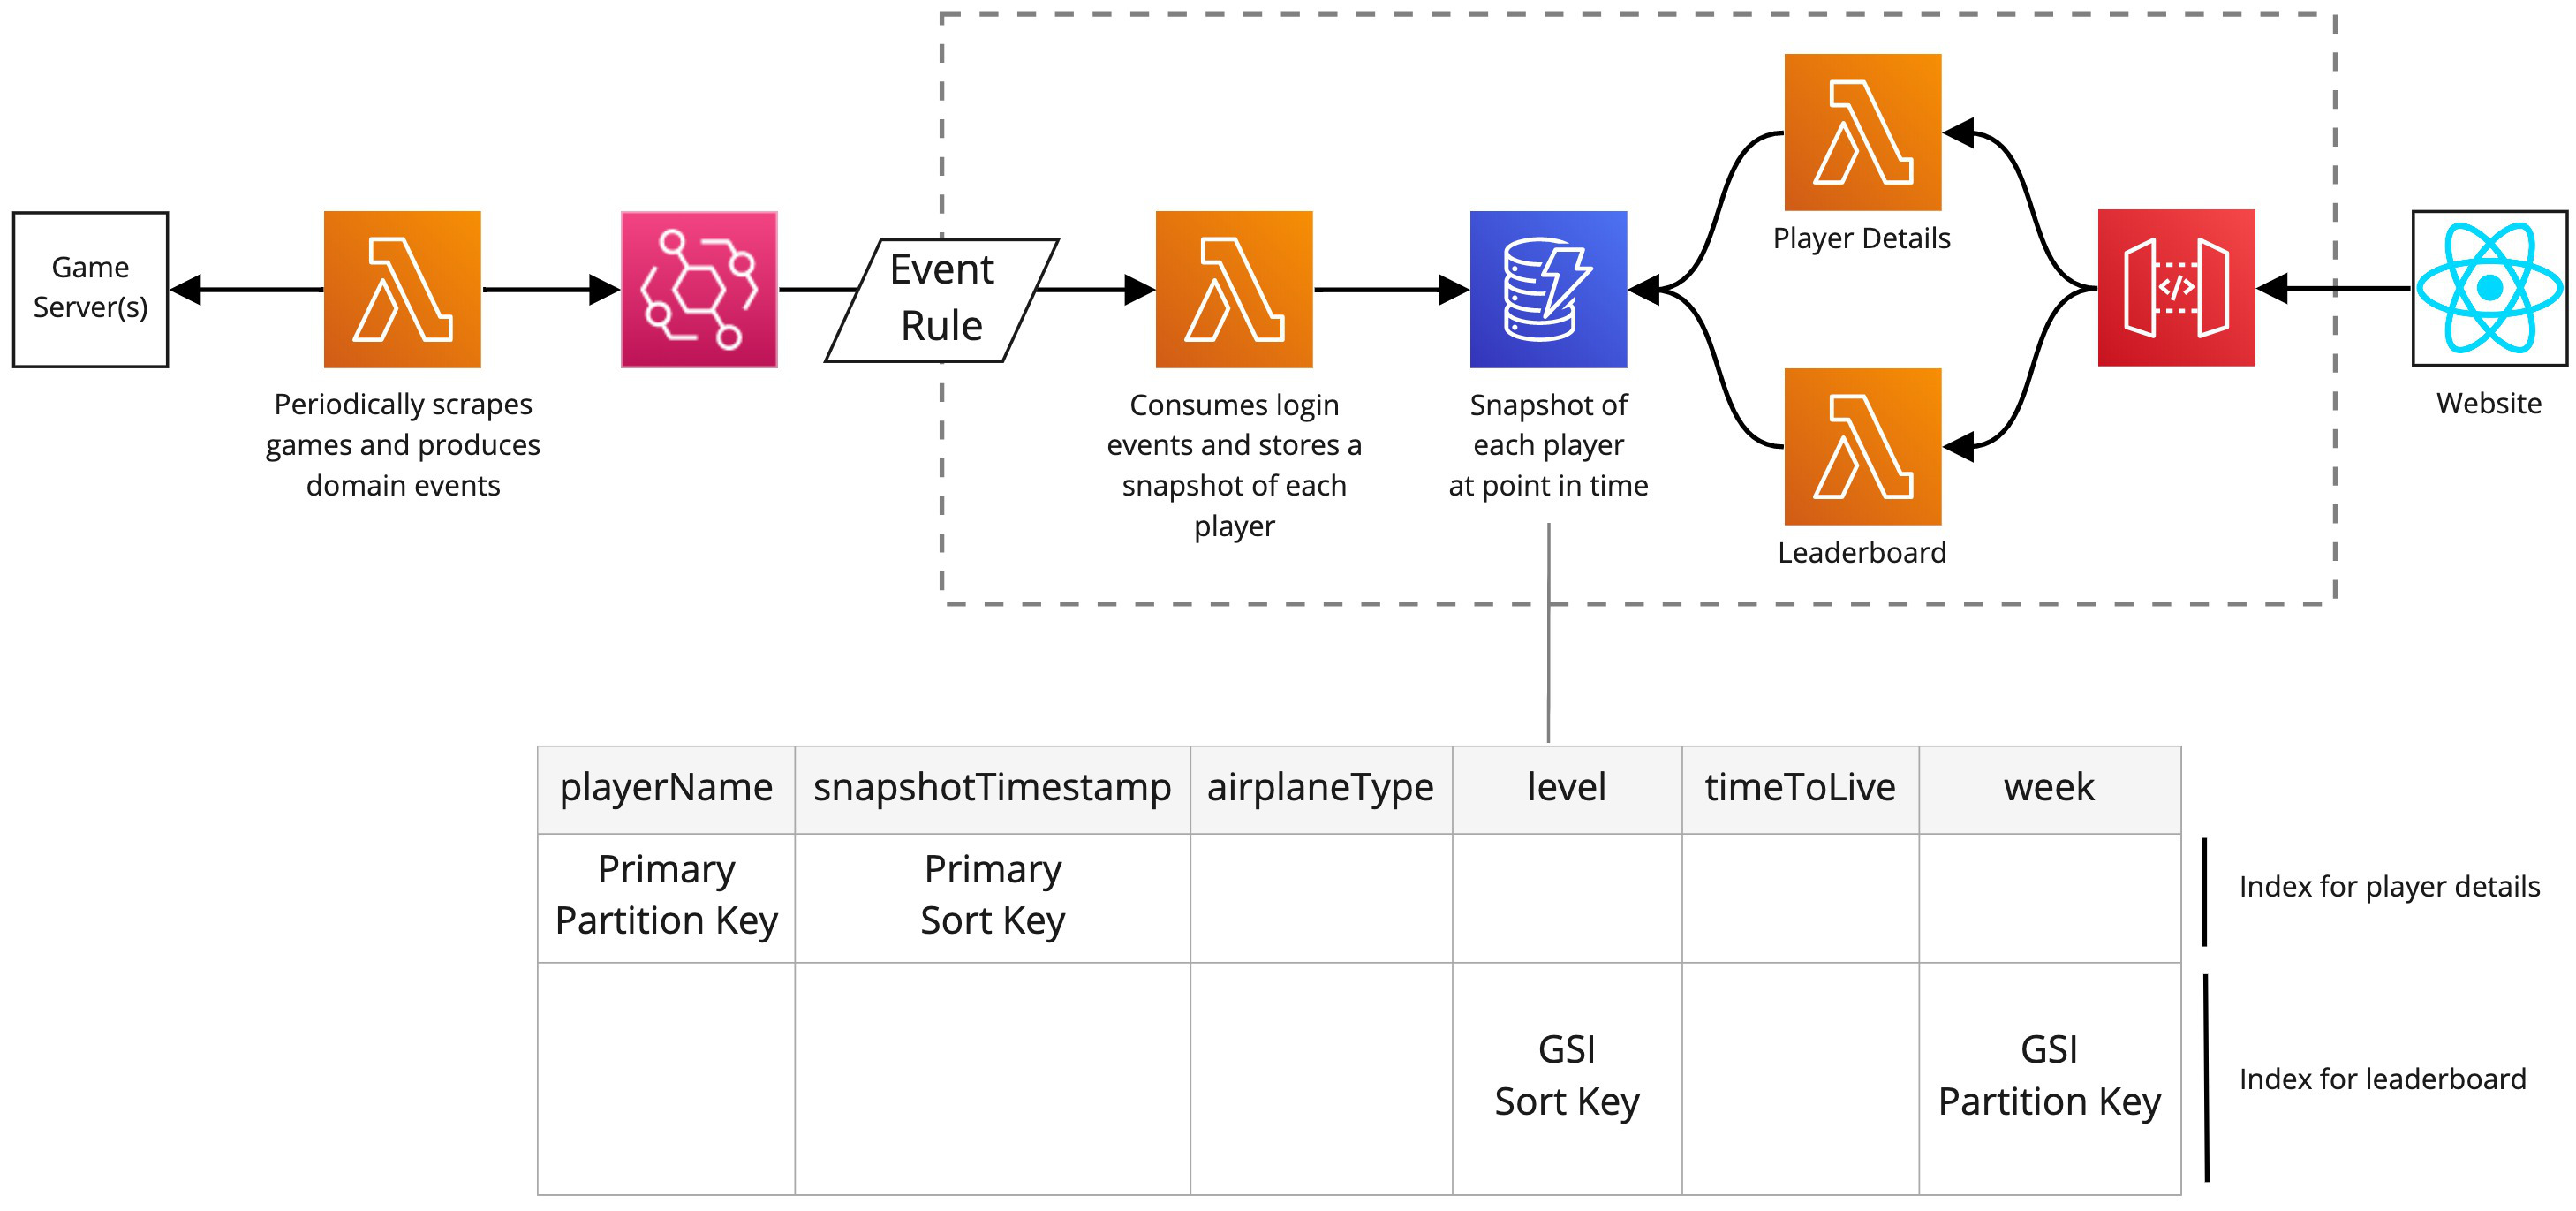 Game
Server(s)
Periodically scrapes
games and produces
domain events
Event
Rule
Consumes login
events and stores a
snapshot of each
player
Snapshot of
each player
at point in time
Player Details
Leaderboard
</>
Website
playerName snapshotTimestamp airplaneType level timeToLive week
Primary
Partition Key
Primary
Sort Key
Index for player details
GSI
Sort Key
GSI
Partition Key
Index for leaderboard